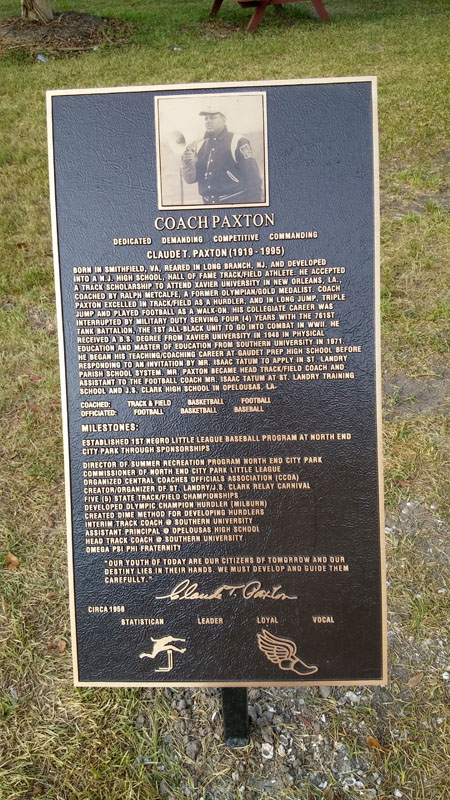 COACH PAXTON
DEDICATED DEMANDING COMPETITIVE COMMANDING
CLAUDE T. PAXTON (1919 - 1995)
BORN IN SMITHFIELD, VA, REARED IN LONG BRANCH, NJ, AND DEVELOPED
INTO A N.J. HIGH SCHOOL, HALL OF FAME TRACK/FIELD ATHLETE. HE ACCEPTED
A TRACK SCHOLARSHIP TO ATTEND XAVIER UNIVERSITY IN NEW ORLEANS, LA.,
COACHED BY RALPH METCALFE, A FORMER OLYMPIAN/GOLD MEDALIST. COACH
PAXTON EXCELLED IN TRACK/FIELD AS A HURDLER, AND IN LONG JUMP, TRIPLE
JUMP AND PLAYED FOOTBALL AS A WALK-ON. HIS COLLEGIATE CAREER WAS
INTERRUPTED BY MILITARY DUTY SERVING FOUR (4) YEARS WITH THE 761ST
TANK BATTALION, THE 1ST ALL-BLACK UNIT TO GO INTO COMBAT IN WWII. HE
RECEIVED A B.S. DEGREE FROM XAVIER UNIVERSITY IN 1948 IN PHYSICAL
EDUCATION AND MASTER OF EDUCATION FROM SOUTHERN UNIVERSITY IN 1971.
HE BEGAN HIS TEACHING/COACHING CAREER AT GAUDET PREP HIGH SCHOOL BEFORE
RESPONDING TO AN INVITATION BY MR. ISAAC TATUM TO APPLY IN ST. LANDRY
PARISH SCHOOL SYSTEM. MR. PAXTON BECAME HEAD TRACK/FIELD COACH AND
ASSISTANT TO THE FOOTBALL COACH MR. ISAAC TATUM AT ST. LANDRY TRAINING
SCHOOL AND J.S. CLARK HIGH SCHOOL IN OPELOUSAS, LA.
COACHED: TRACK & FIELD BASKETBALL FOOTBALL
OFFICIATED: FOOTBALL BASKETBALL BASEBALL
MILESTONES:
ESTABLISHED 1ST NEGRO LITTLE LEAGUE BASEBALL PROGRAM AT NORTH END
CITY PARK THROUGH SPONSORSHIPS
DIRECTOR OF SUMMER RECREATION PROGRAM NORTH END CITY PARK
COMMISSIONER OF NORTH END CITY PARK LITTLE LEAGUE
ORGANIZED CENTRAL COACHES OFFICIALS ASSOCIATION (CCOA)
CREATOR/ORGANIZER OF ST. LANDRY/J.S. CLARK RELAY CARNIVAL
FIVE (5) STATE TRACK/FIELD CHAMPIONSHIPS
DEVELOPED OLYMPIC CHAMPION HURDLER (MILBURN)
CREATED DIME METHOD FOR DEVELOPING HURDLERS
INTERIM TRACK COACH @ SOUTHERN UNIVERSITY
ASSISTANT PRINCIPAL @ OPELOUSAS HIGH SCHOOL
HEAD TRACK COACH @ SOUTHERN UNIVERSITY
OMEGA PSI PHI FRATERNITY
"OUR YOUTH OF TODAY ARE OUR CITIZENS OF TOMORROW AND OUR
DESTINY LIES IN THEIR HANDS. WE MUST DEVELOP AND GUIDE THEM
CAREFULLY."
Claude T. Paxton
CIRCA 1956
STATISTICAN LEADER LOYAL VOCAL